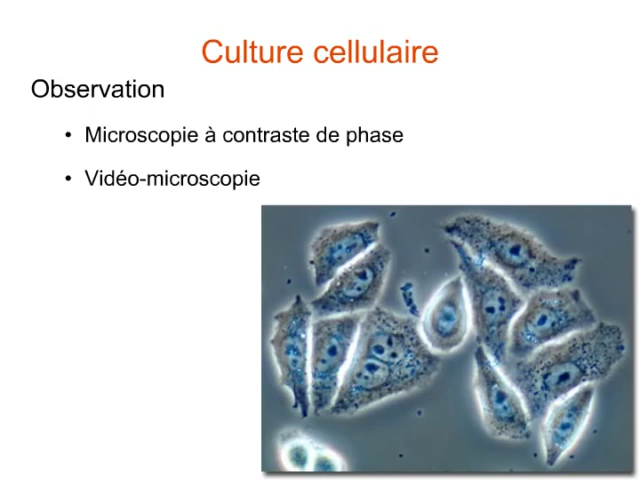 Culture cellulaire
Observation
• Microscopie à contraste de phase
• Vidéo-microscopie